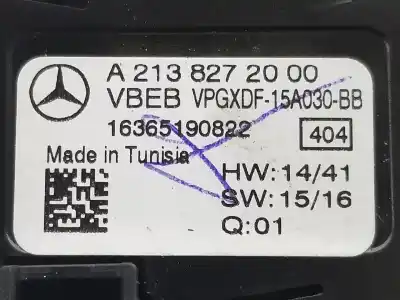 A 213 827 20 00
VBEB VPGXDF-15A030-BB
16365190822 404
Made in Tunisia HW: 14/41
SW: 15/16
Q: 01